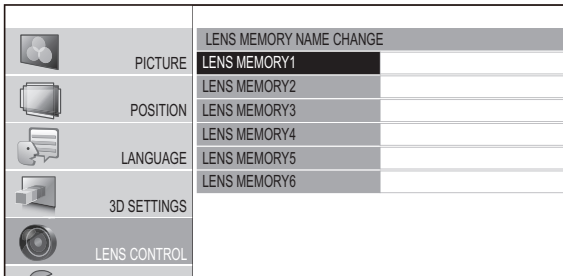 PICTURE
POSITION
LANGUAGE
3D SETTINGS
LENS CONTROL
LENS MEMORY NAME CHANGE
LENS MEMORY1
LENS MEMORY2
LENS MEMORY3
LENS MEMORY4
LENS MEMORY5
LENS MEMORY6